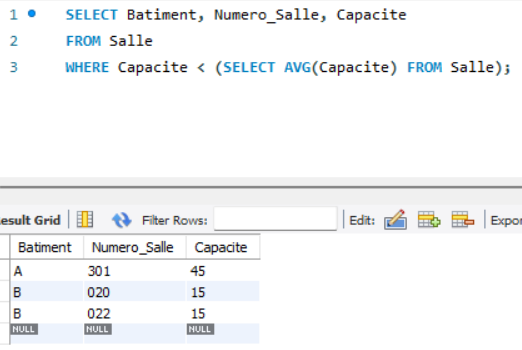 1 SELECT Batiment, Numero_Salle, Capacite
2 FROM Salle
3 WHERE Capacite < (SELECT AVG(Capacite) FROM Salle);
esult Grid Filter Rows: Edit: Expor
Batiment Numero_Salle Capacite
A 301 45
B 020 15
B 022 15
NULL NULL NULL